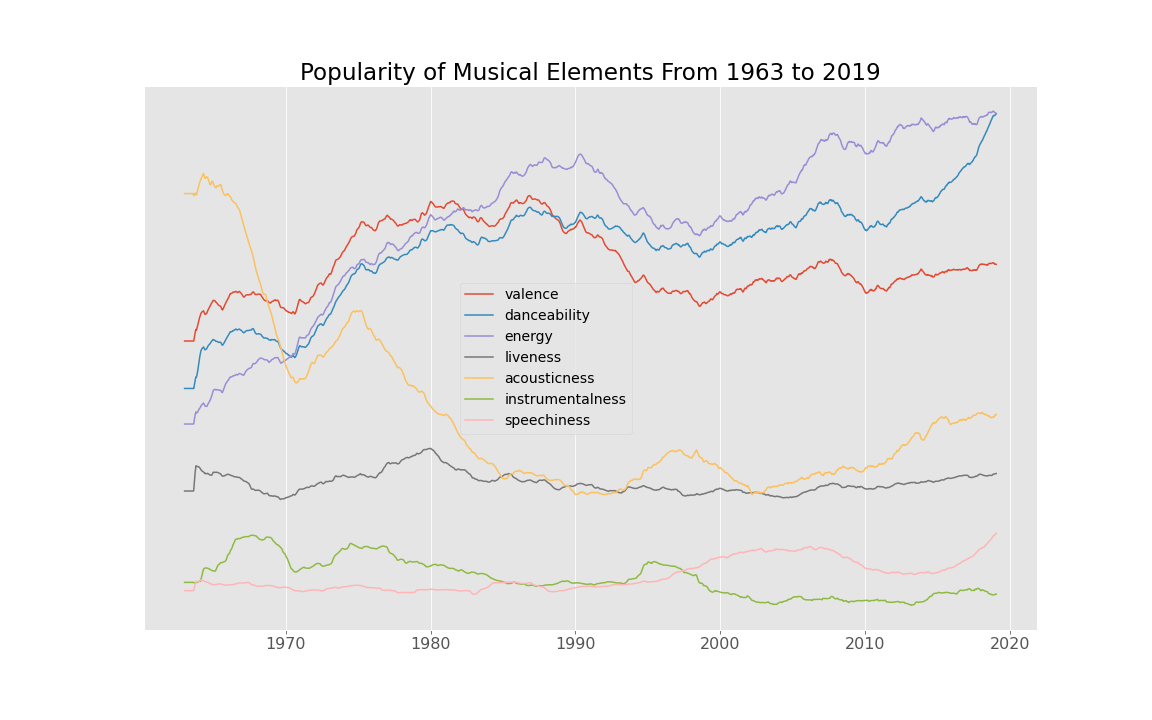 Popularity of Musical Elements From 1963 to 2019
valence
danceability
energy
liveness
acousticness
instrumentalness
speechiness
1970 1980 1990 2000 2010 2020